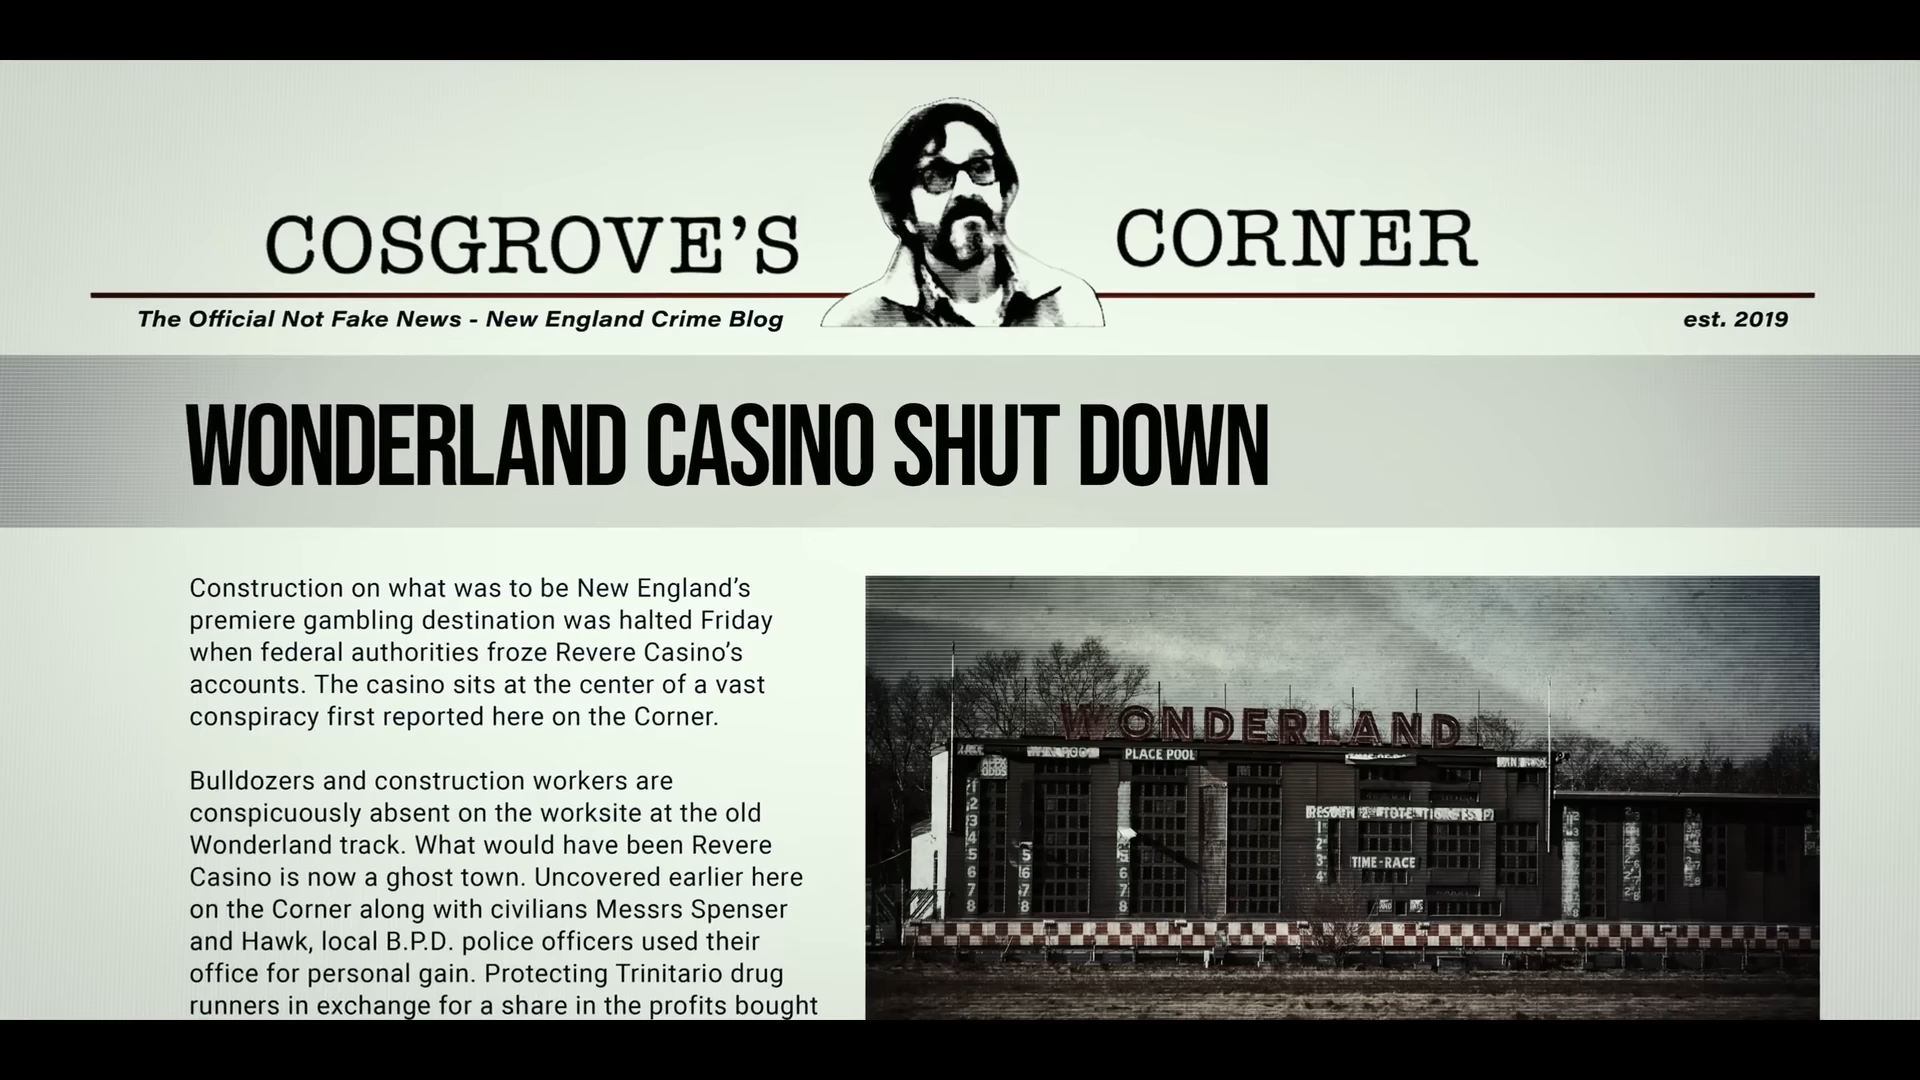 COSGROVE'S CORNER
The Official Not Fake News - New England Crime Blog
est. 2019
WONDERLAND CASINO SHUT DOWN
Construction on what was to be New England's
premiere gambling destination was halted Friday
when federal authorities froze Revere Casino's
accounts. The casino sits at the center of a vast
conspiracy first reported here on the Corner.
Bulldozers and construction workers are
conspicuously absent on the worksite at the old
Wonderland track. What would have been Revere
Casino is now a ghost town. Uncovered earlier here
on the Corner along with civilians Messrs Spenser
and Hawk, local B.P.D. police officers used their
office for personal gain. Protecting Trinitario drug
runners in exchange for a share in the profits bought
WONDERLAND
PLACE POOL
TIME-RACE